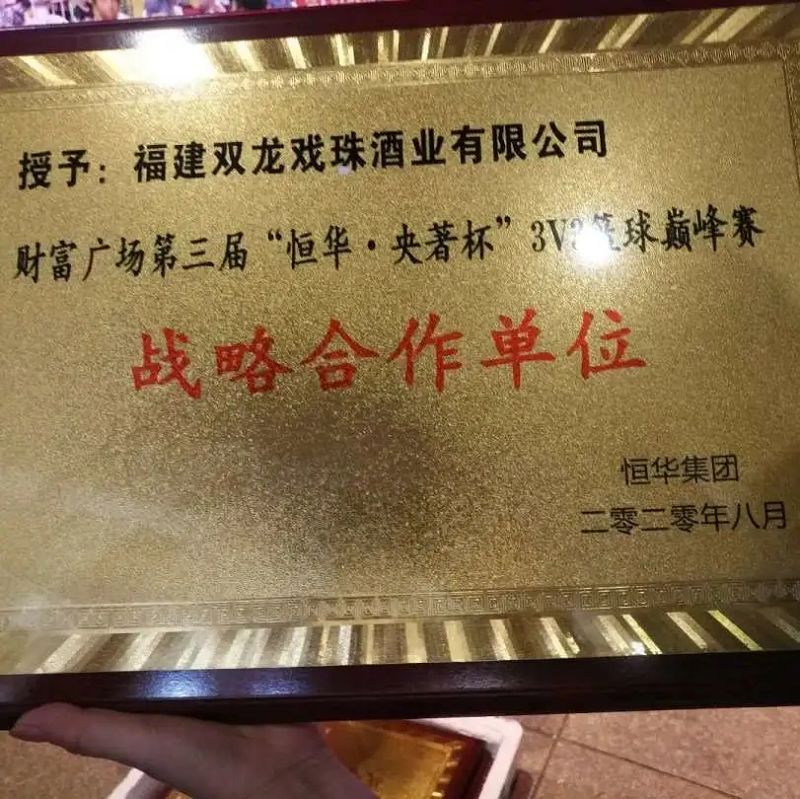 授予：福建双龙戏珠酒业有限公司
财富广场第三届“恒华·央著杯”3V3篮球巅峰赛
战略合作单位
恒华集团
二零二零年八月